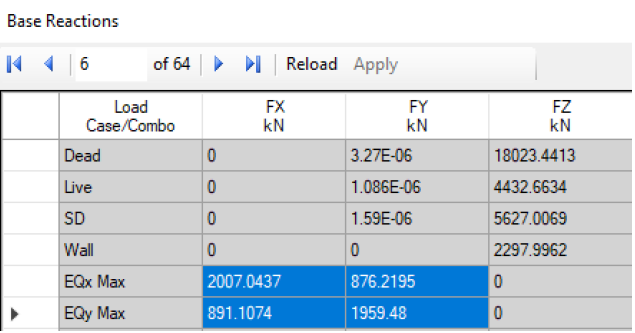 Base Reactions
6 of 64 Reload Apply
Load Case/Combo FX kN FY kN FZ kN
Dead 0 3.27E-06 18023.4413
Live 0 1.086E-06 4432.6634
SD 0 1.59E-06 5627.0069
Wall 0 0 2297.9962
EQx Max 2007.0437 876.2195 0
EQy Max 891.1074 1959.48 0